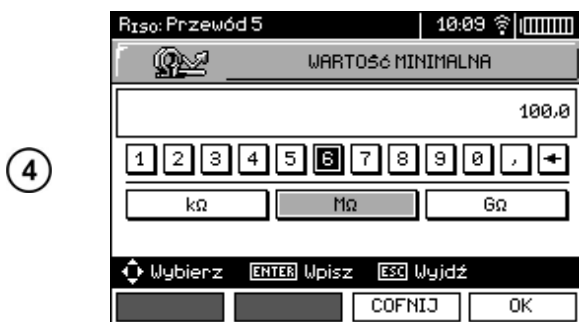 ④
RISO: Przewód 5 10:09
WARTOŚĆ MINIMALNA
100,0
1 2 3 4 5 6 7 8 9 0 , ←
kΩ MΩ GΩ
Wybierz ENTER Wpisz ESC Wyjdź
COFNIJ OK